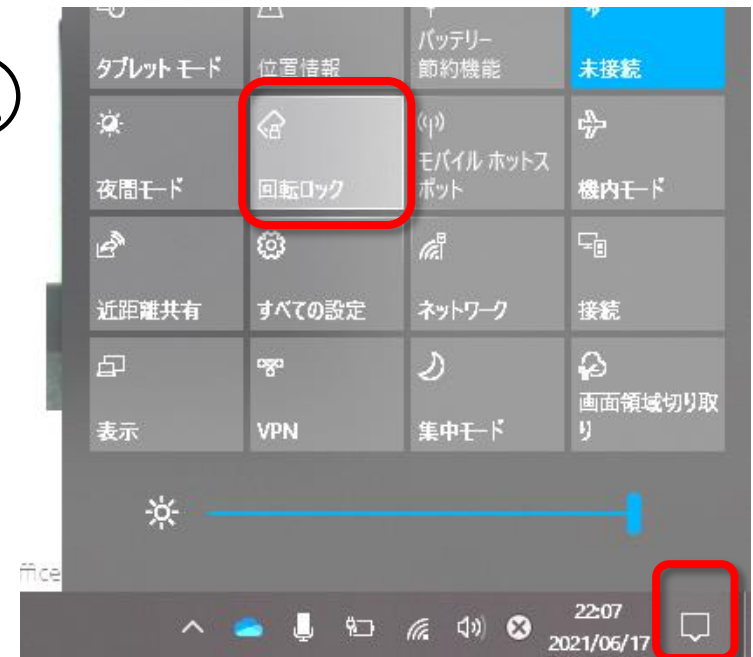 タブレット モード
位置情報
バッテリー
節約機能
未接続
夜間モード
回転ロック
モバイル ホットス
ポット
機内モード
近距離共有
すべての設定
ネットワーク
接続
表示
VPN
集中モード
画面領域切り取
り
ffice
22:07
2021/06/17